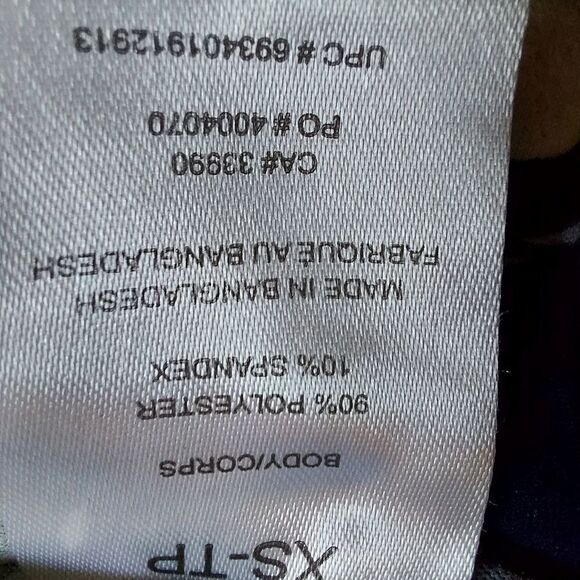 XS-TP
BODY/CORPS
90% POLYESTER
10% SPANDEX
MADE IN BANGLADESH
FABRIQUE AU BANGLADESH
CA# 33990
PO # 4004070
UPC # 693401912913